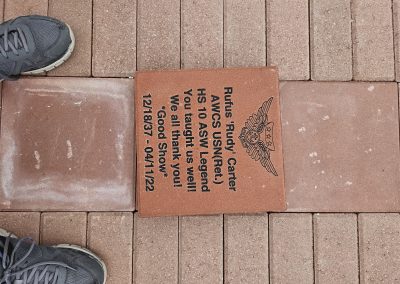 Rufus 'Rudy' Carter
AWCS USN(Ret.)
HS 10 ASW Legend
You taught us well!
We all thank you!
"Good Show"
12/18/37 - 04/11/22